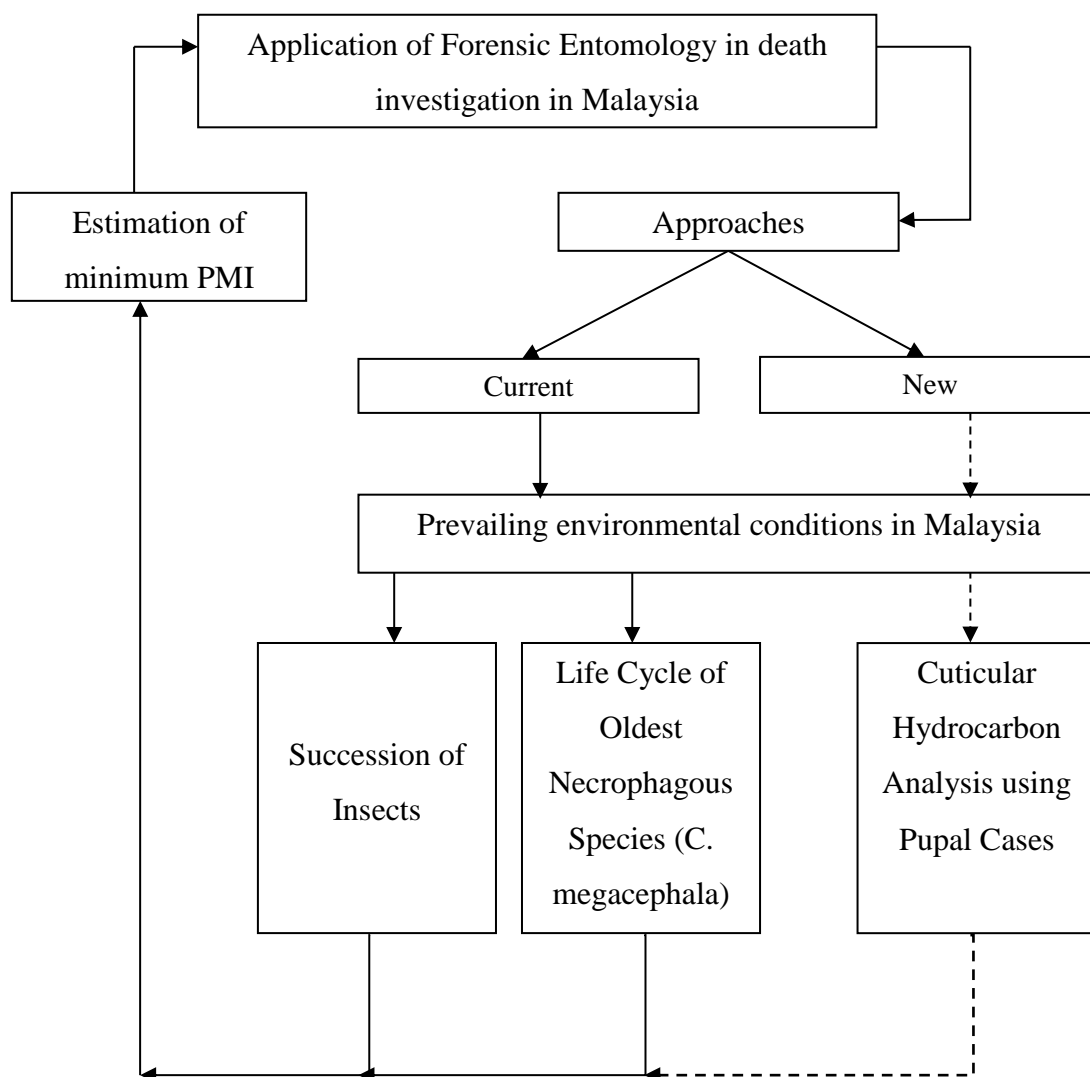 Application of Forensic Entomology in death
investigation in Malaysia
Estimation of
minimum PMI
Approaches
Current
New
Prevailing environmental conditions in Malaysia
Succession of
Insects
Life Cycle of
Oldest
Necrophagous
Species (C.
megacephala)
Cuticular
Hydrocarbon
Analysis using
Pupal Cases